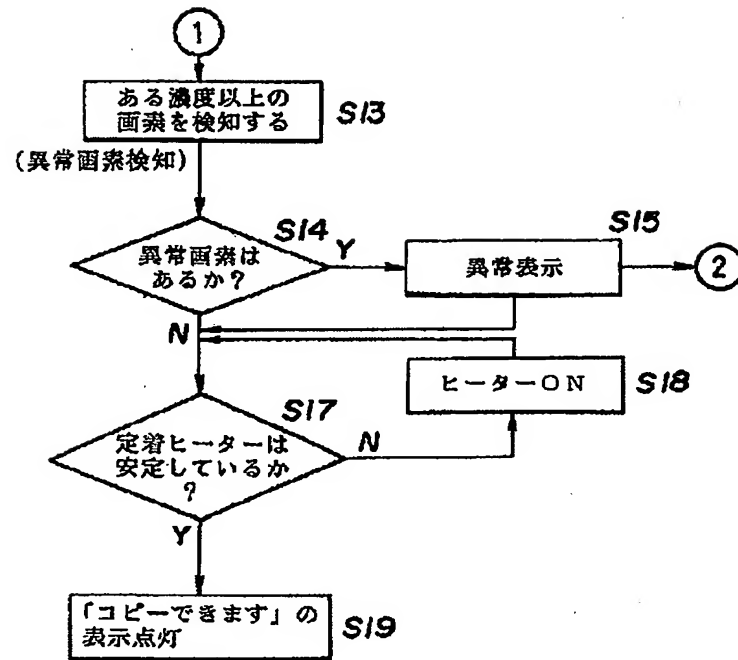 1
ある濃度以上の
画素を検知する
S13
(異常画素検知)
S14
異常画素は
あるか?
Y
S15
異常表示
2
N
ヒーターON
S18
S17
定着ヒーターは
安定しているか
?
N
Y
「コピーできます」の
表示点灯
S19